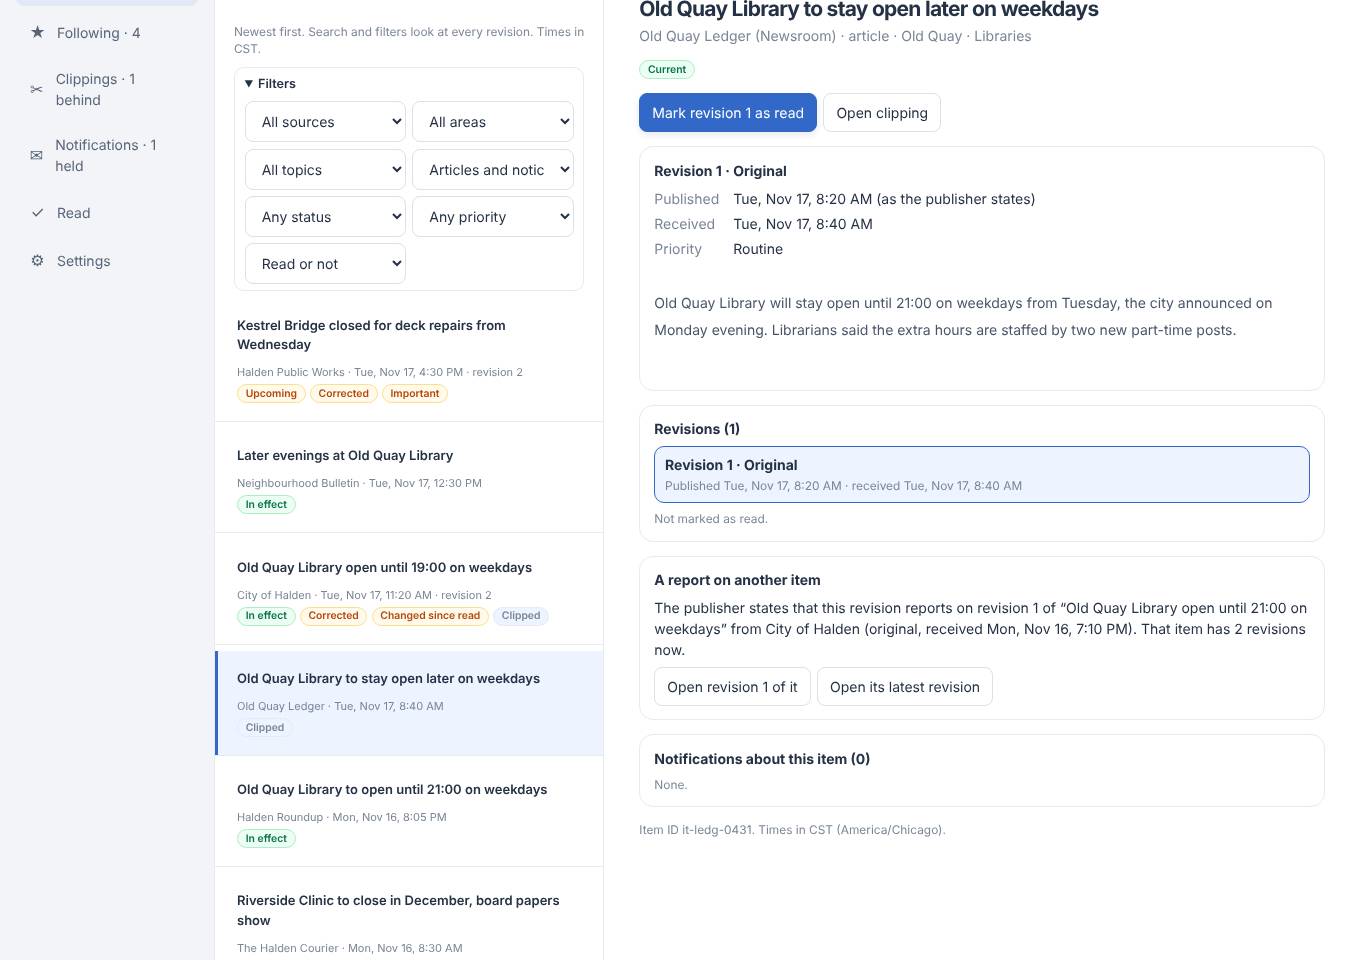 Following · 4
Clippings · 1
behind
Notifications · 1
held
Read
Settings
Newest first. Search and filters look at every revision. Times in
CST.
Filters
All sources
All areas
All topics
Articles and notic
Any status
Any priority
Read or not
Kestrel Bridge closed for deck repairs from
Wednesday
Halden Public Works · Tue, Nov 17, 4:30 PM · revision 2
Upcoming Corrected Important
Later evenings at Old Quay Library
Neighbourhood Bulletin · Tue, Nov 17, 12:30 PM
In effect
Old Quay Library open until 19:00 on weekdays
City of Halden · Tue, Nov 17, 11:20 AM · revision 2
In effect Corrected Changed since read Clipped
Old Quay Library to stay open later on weekdays
Old Quay Ledger · Tue, Nov 17, 8:40 AM
Clipped
Old Quay Library to open until 21:00 on weekdays
Halden Roundup · Mon, Nov 16, 8:05 PM
In effect
Riverside Clinic to close in December, board papers
show
The Halden Courier · Mon, Nov 16, 8:30 AM
Old Quay Library to stay open later on weekdays
Old Quay Ledger (Newsroom) · article · Old Quay · Libraries
Current
Mark revision 1 as read
Open clipping
Revision 1 · Original
Published Tue, Nov 17, 8:20 AM (as the publisher states)
Received Tue, Nov 17, 8:40 AM
Priority Routine
Old Quay Library will stay open until 21:00 on weekdays from Tuesday, the city announced on
Monday evening. Librarians said the extra hours are staffed by two new part-time posts.
Revisions (1)
Revision 1 · Original
Published Tue, Nov 17, 8:20 AM · received Tue, Nov 17, 8:40 AM
Not marked as read.
A report on another item
The publisher states that this revision reports on revision 1 of “Old Quay Library open until 21:00 on
weekdays” from City of Halden (original, received Mon, Nov 16, 7:10 PM). That item has 2 revisions
now.
Open revision 1 of it
Open its latest revision
Notifications about this item (0)
None.
Item ID it-ledg-0431. Times in CST (America/Chicago).